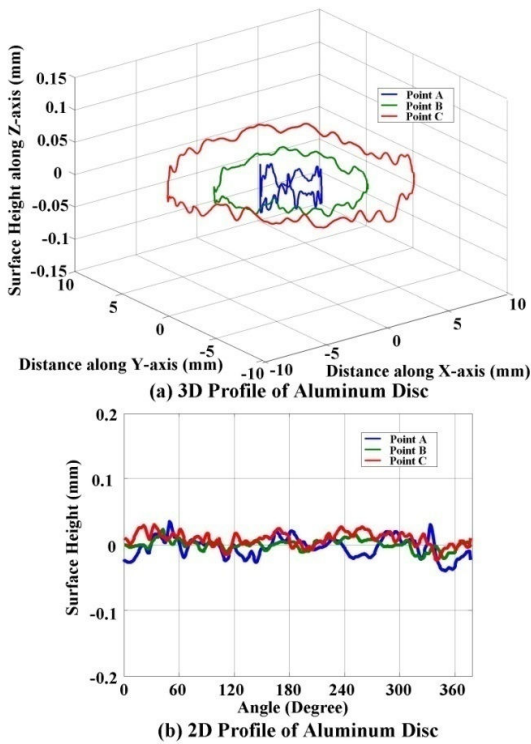 0.15
0.1
0.05
0
-0.05
-0.1
-0.15
Surface Height along Z-axis (mm)
Point A
Point B
Point C
10
5
0
-5
-10
-10
-5
0
5
10
Distance along Y-axis (mm)
Distance along X-axis (mm)
(a) 3D Profile of Aluminum Disc
0.2
0.1
0
-0.1
-0.2
Surface Height (mm)
Point A
Point B
Point C
0 60 120 180 240 300 360
Angle (Degree)
(b) 2D Profile of Aluminum Disc